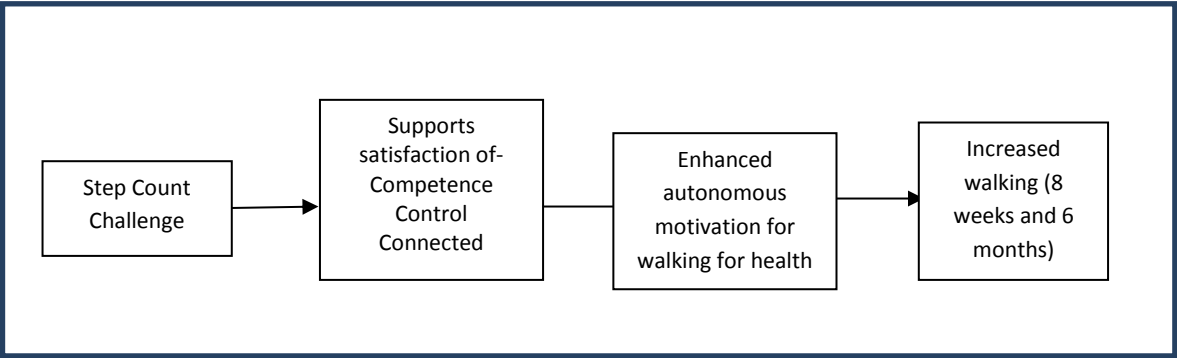 Step Count
Challenge
Supports
satisfaction of-
Competence
Control
Connected
Enhanced
autonomous
motivation for
walking for health
Increased
walking (8
weeks and 6
months)